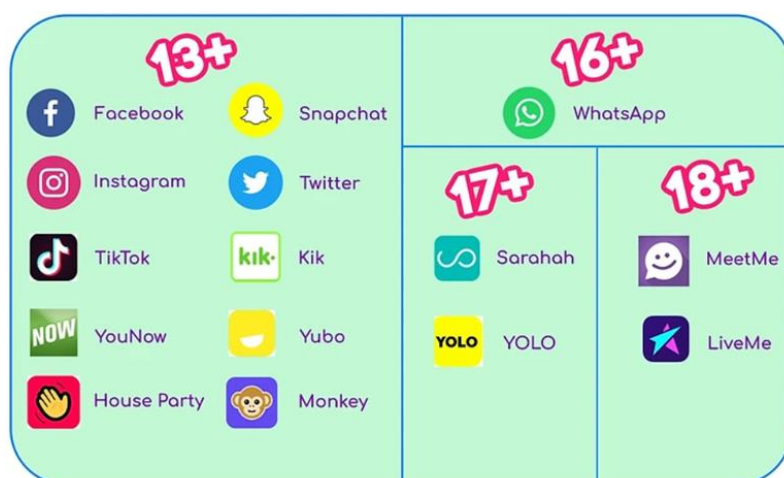 13+
Facebook
Snapchat
Instagram
Twitter
TikTok
kik.
Kik
NOW
YouNow
Yubo
House Party
Monkey
16+
WhatsApp
17+
Sarahah
YOLO
YOLO
18+
MeetMe
LiveMe